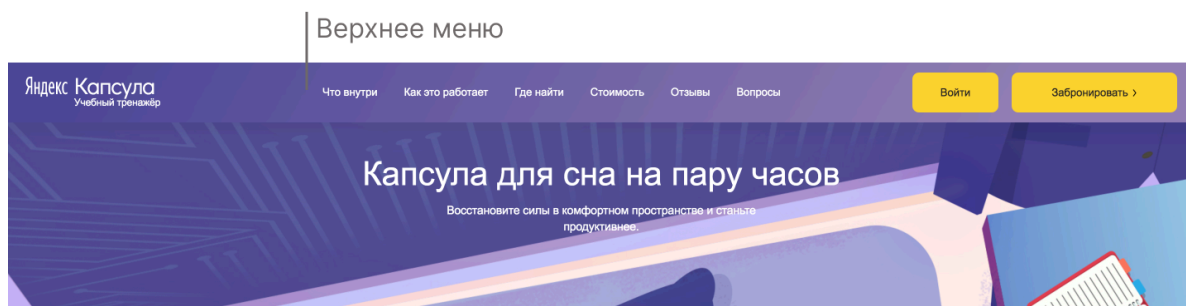 Верхнее меню
Яндекс Капсула
Учебный тренажёр
Что внутри Как это работает Где найти Стоимость Отзывы Вопросы Войти Забронировать >
Капсула для сна на пару часов
Восстановите силы в комфортном пространстве и станьте
продуктивнее.